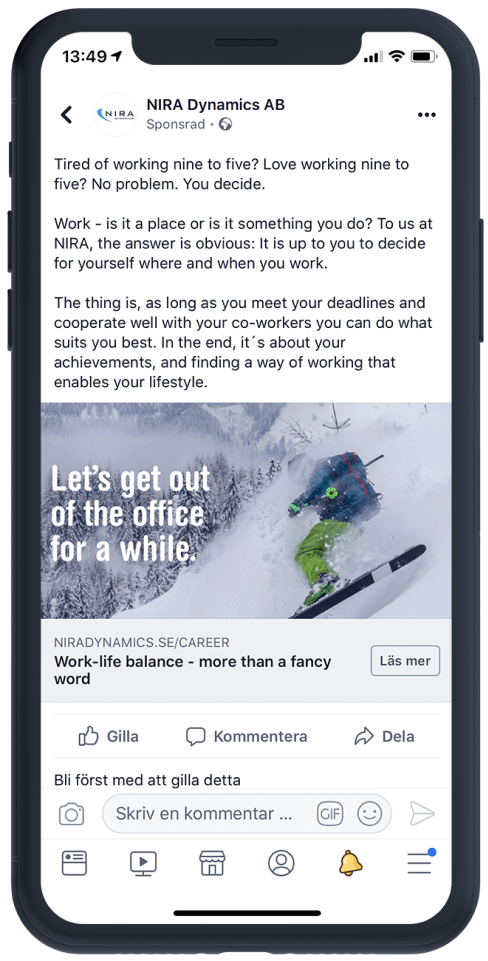 13:49
NIRA Dynamics AB
NIRA
DYNAMICS
Sponsrad ·
Tired of working nine to five? Love working nine to
five? No problem. You decide.
Work - is it a place or is it something you do? To us at
NIRA, the answer is obvious: It is up to you to decide
for yourself where and when you work.
The thing is, as long as you meet your deadlines and
cooperate well with your co-workers you can do what
suits you best. In the end, it´s about your
achievements, and finding a way of working that
enables your lifestyle.
Let's get out
of the office
for a while.
NIRADYNAMICS.SE/CAREER
Work-life balance - more than a fancy
word
Läs mer
Gilla
Kommentera
Dela
Bli först med att gilla detta
Skriv en kommentar ...
GIF